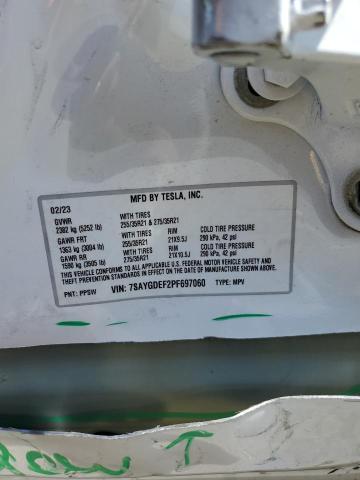 MFD BY TESLA, INC.
02/23
GVWR WITH TIRES
2382 kg (5252 lb) 255/35R21 & 275/35R21
GAWR FRT WITH TIRES RIM COLD TIRE PRESSURE
1363 kg (3004 lb) 255/35R21 21X9.5J 290 kPa, 42 psi
GAWR RR WITH TIRES RIM COLD TIRE PRESSURE
1590 kg (3505 lb) 275/35R21 21X10.5J 290 kPa, 42 psi
THIS VEHICLE CONFORMS TO ALL APPLICABLE U.S. FEDERAL MOTOR VEHICLE SAFETY AND
THEFT PREVENTION STANDARDS IN EFFECT ON THE DATE OF MANUFACTURE SHOWN ABOVE.
PNT: PPSW VIN: 7SAYGDEF2PF697060 TYPE: MPV
T